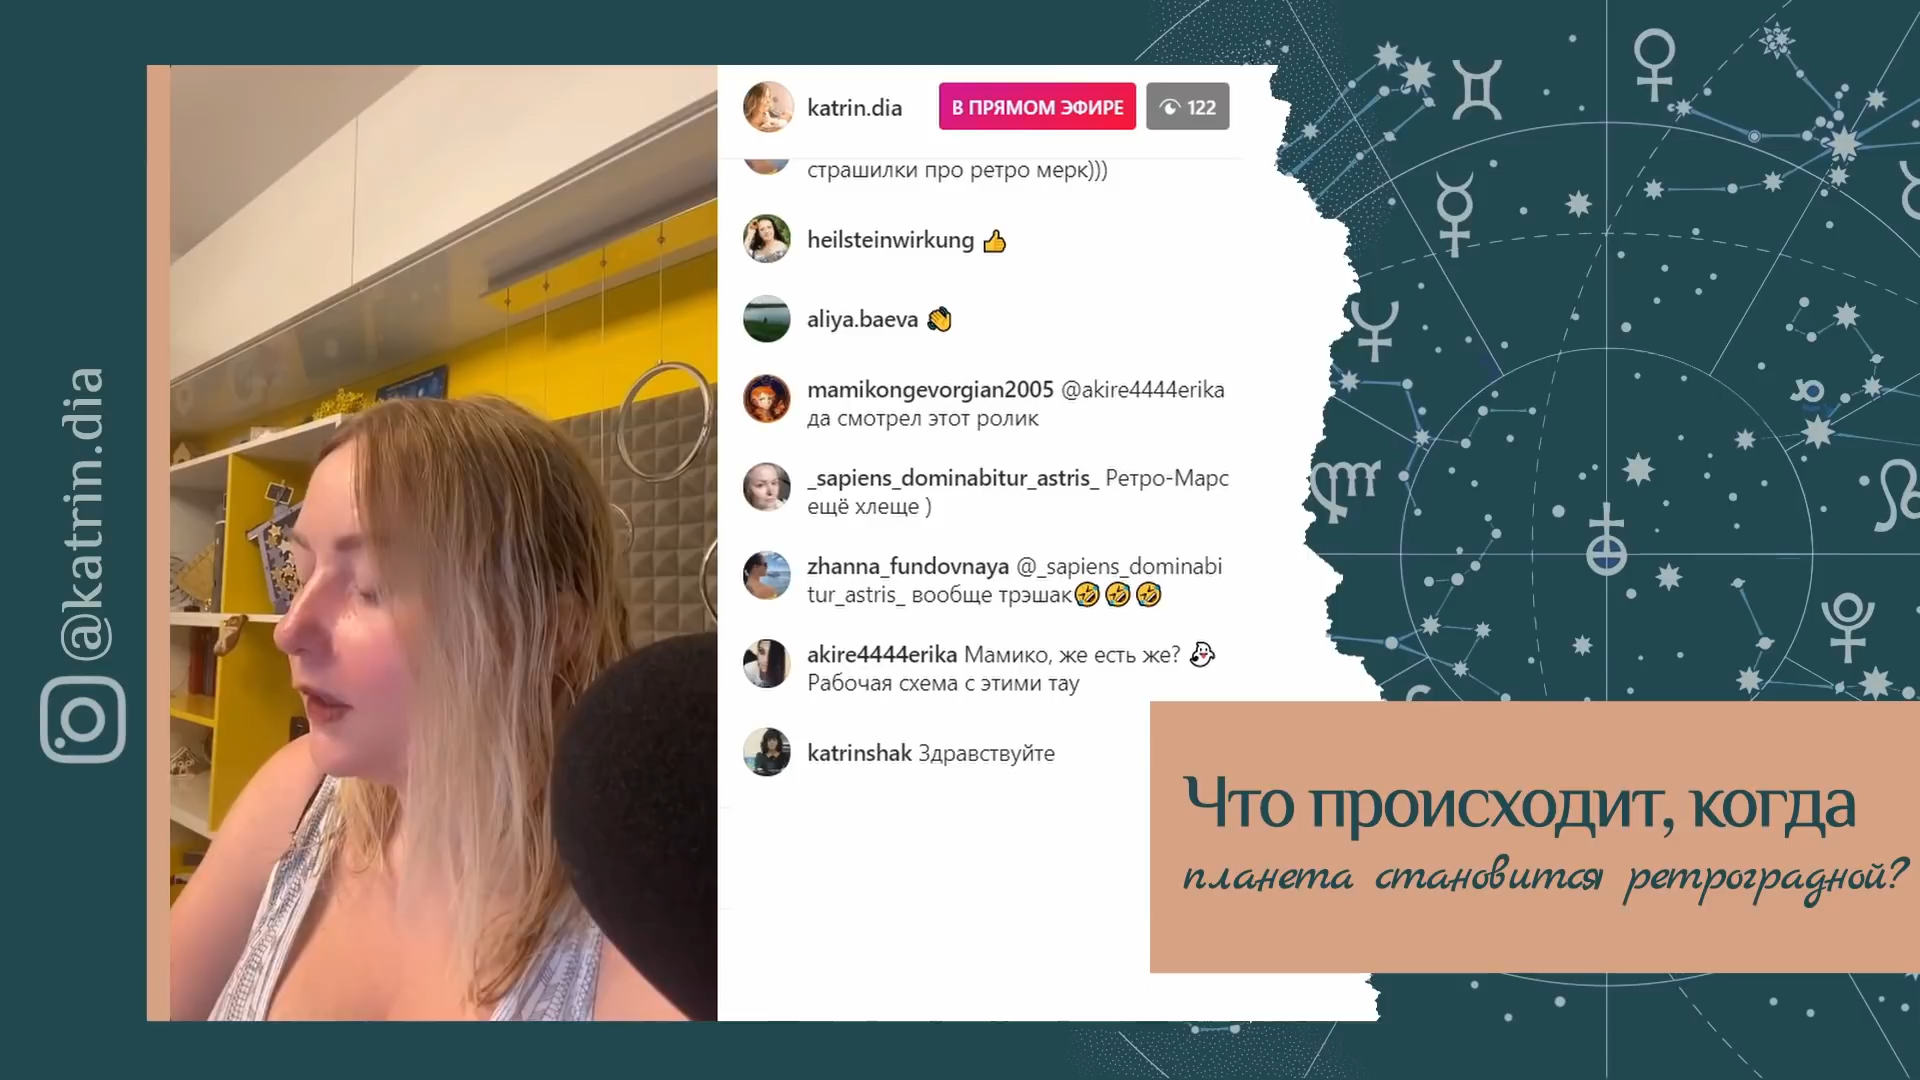 @katrin.dia
katrin.dia
В ПРЯМОМ ЭФИРЕ
122
страшилки про ретро мерк)))
heilsteinwirkung 👍
aliya.baeva 👏
mamikongevorgian2005 @akire4444erika
да смотрел этот ролик
_sapiens_dominabitur_astris_ Ретро-Марс
ещё хлеще )
zhanna_fundovnaya @_sapiens_dominabi
tur_astris_ вообще трэшак🤣🤣🤣
akire4444erika Мамико, же есть же? 👻
Рабочая схема с этими тау
katrinshak Здравствуйте
Что происходит, когда
планета становится ретроградной?